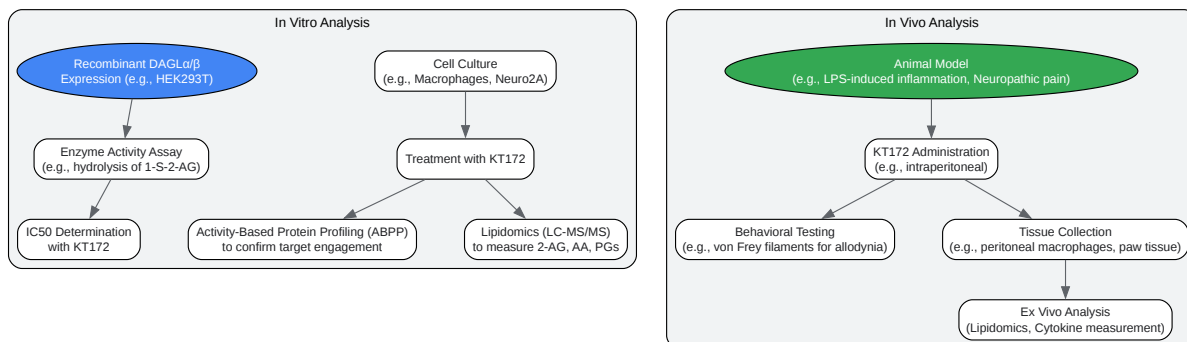 In Vitro Analysis
Recombinant DAGLα/β
Expression (e.g., HEK293T)
Cell Culture
(e.g., Macrophages, Neuro2A)
Enzyme Activity Assay
(e.g., hydrolysis of 1-S-2-AG)
Treatment with KT172
IC50 Determination
with KT172
Activity-Based Protein Profiling (ABPP)
to confirm target engagement
Lipidomics (LC-MS/MS)
to measure 2-AG, AA, PGs
In Vivo Analysis
Animal Model
(e.g., LPS-induced inflammation, Neuropathic pain)
KT172 Administration
(e.g., intraperitoneal)
Behavioral Testing
(e.g., von Frey filaments for allodynia)
Tissue Collection
(e.g., peritoneal macrophages, paw tissue)
Ex Vivo Analysis
(Lipidomics, Cytokine measurement)